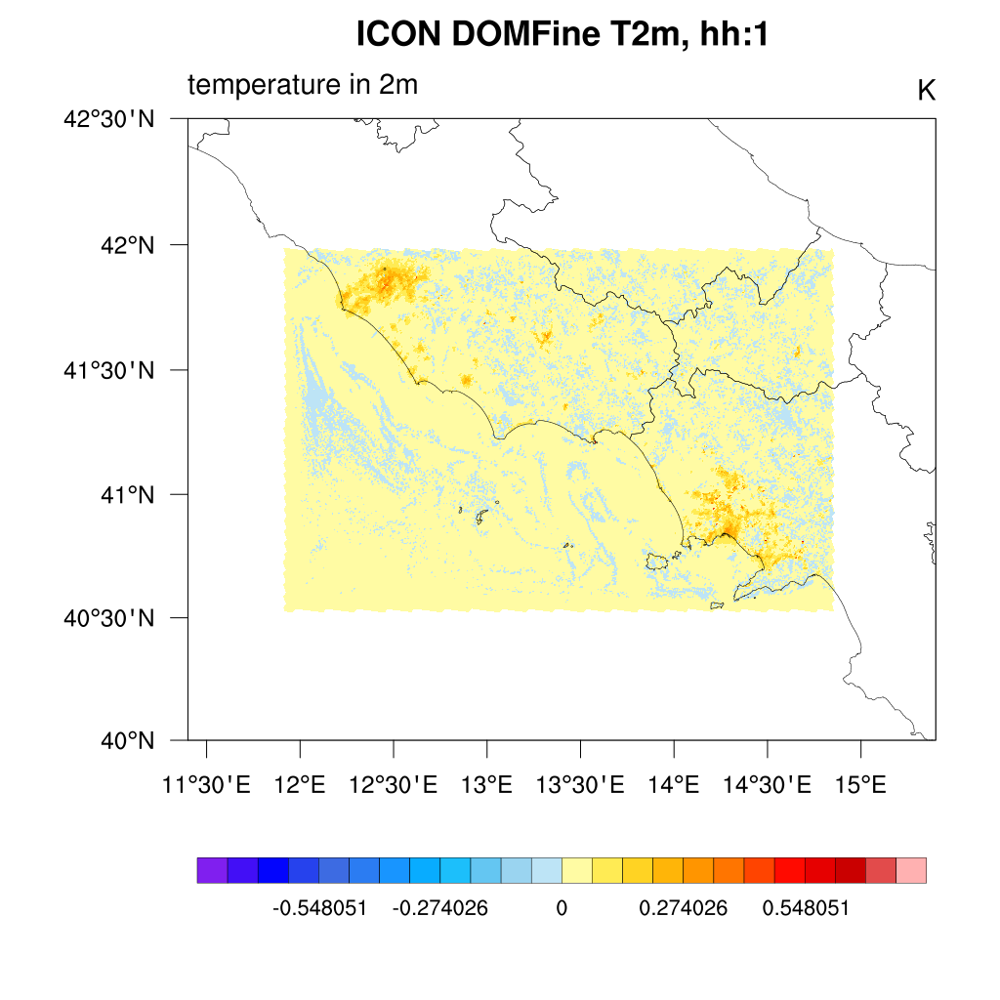 ICON DOMFine T2m, hh:1
temperature in 2m
K
42°30'N
42°N
41°30'N
41°N
40°30'N
40°N
11°30'E 12°E 12°30'E 13°E 13°30'E 14°E 14°30'E 15°E
-0.548051 -0.274026 0 0.274026 0.548051